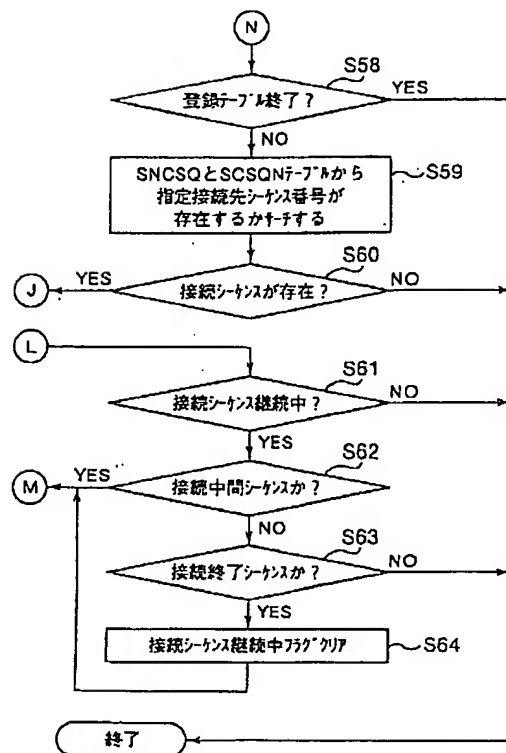 N
S58
登録ﾃｰﾌﾞﾙ終了?
YES
NO
SNCSQとSCSQNﾃｰﾌﾞﾙから
指定接続先ｼｰｹﾝｽ番号が
存在するかｻｰﾁする
S59
S60
J
YES
接続ｼｰｹﾝｽが存在?
NO
L
S61
接続ｼｰｹﾝｽ継続中?
NO
YES
S62
M
YES
接続中間ｼｰｹﾝｽか?
NO
S63
接続終了ｼｰｹﾝｽか?
NO
YES
接続ｼｰｹﾝｽ継続中ﾌﾗｸﾞｸﾘｱ
S64
終了